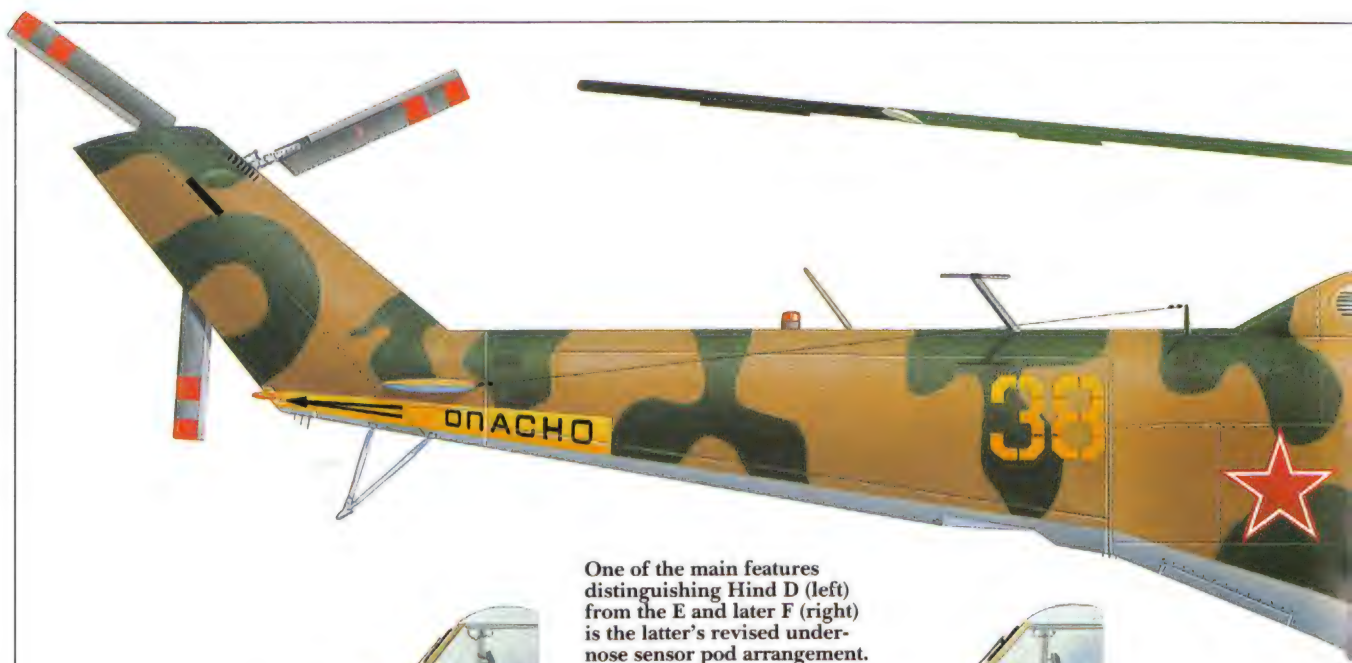 опАСНО
38
One of the main features
distinguishing Hind D (left)
from the E and later F (right)
is the latter's revised under-
nose sensor pod arrangement.